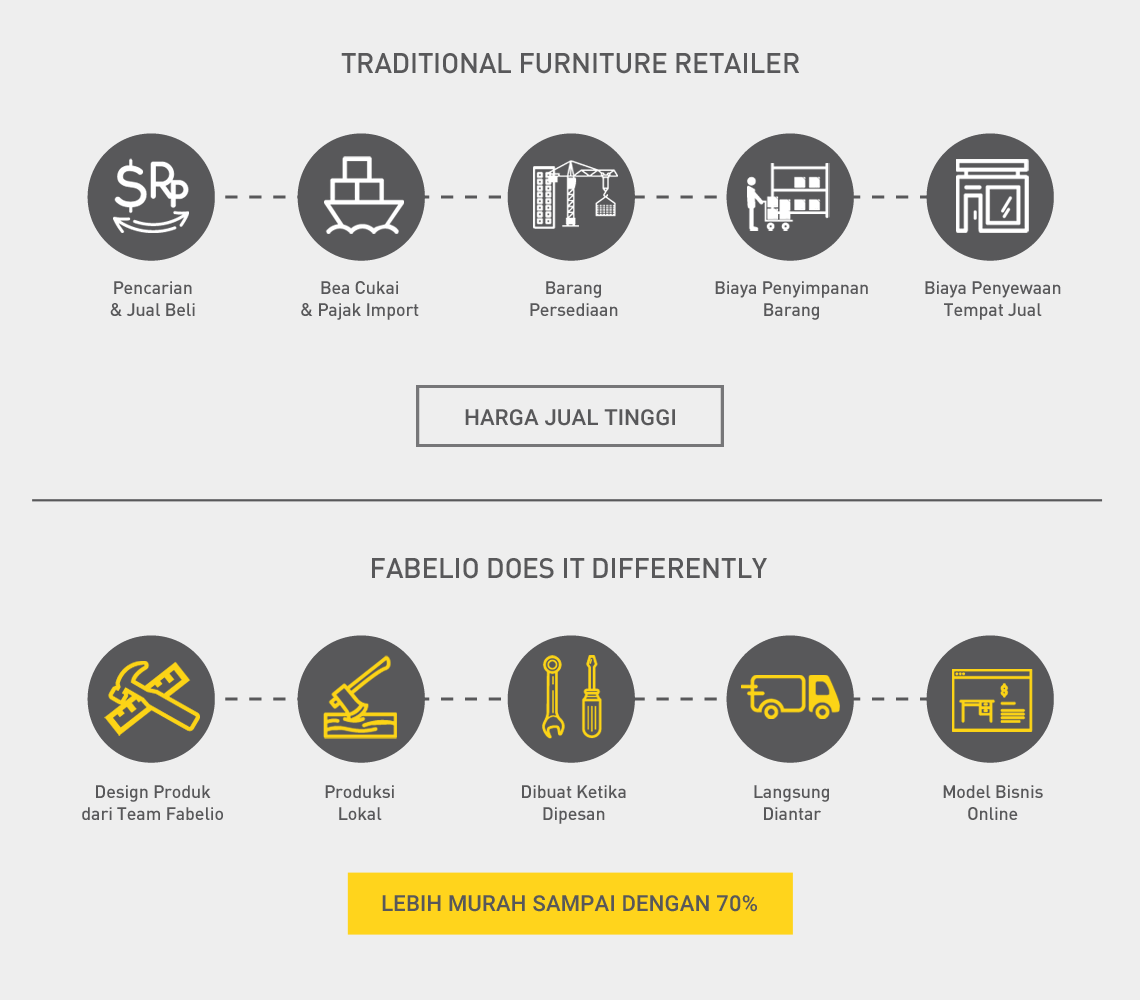 TRADITIONAL FURNITURE RETAILER
$Rp
Pencarian
& Jual Beli
Bea Cukai
& Pajak Import
Barang
Persediaan
Biaya Penyimpanan
Barang
Biaya Penyewaan
Tempat Jual
HARGA JUAL TINGGI
FABELIO DOES IT DIFFERENTLY
Design Produk
dari Team Fabelio
Produksi
Lokal
Dibuat Ketika
Dipesan
Langsung
Diantar
Model Bisnis
Online
LEBIH MURAH SAMPAI DENGAN 70%